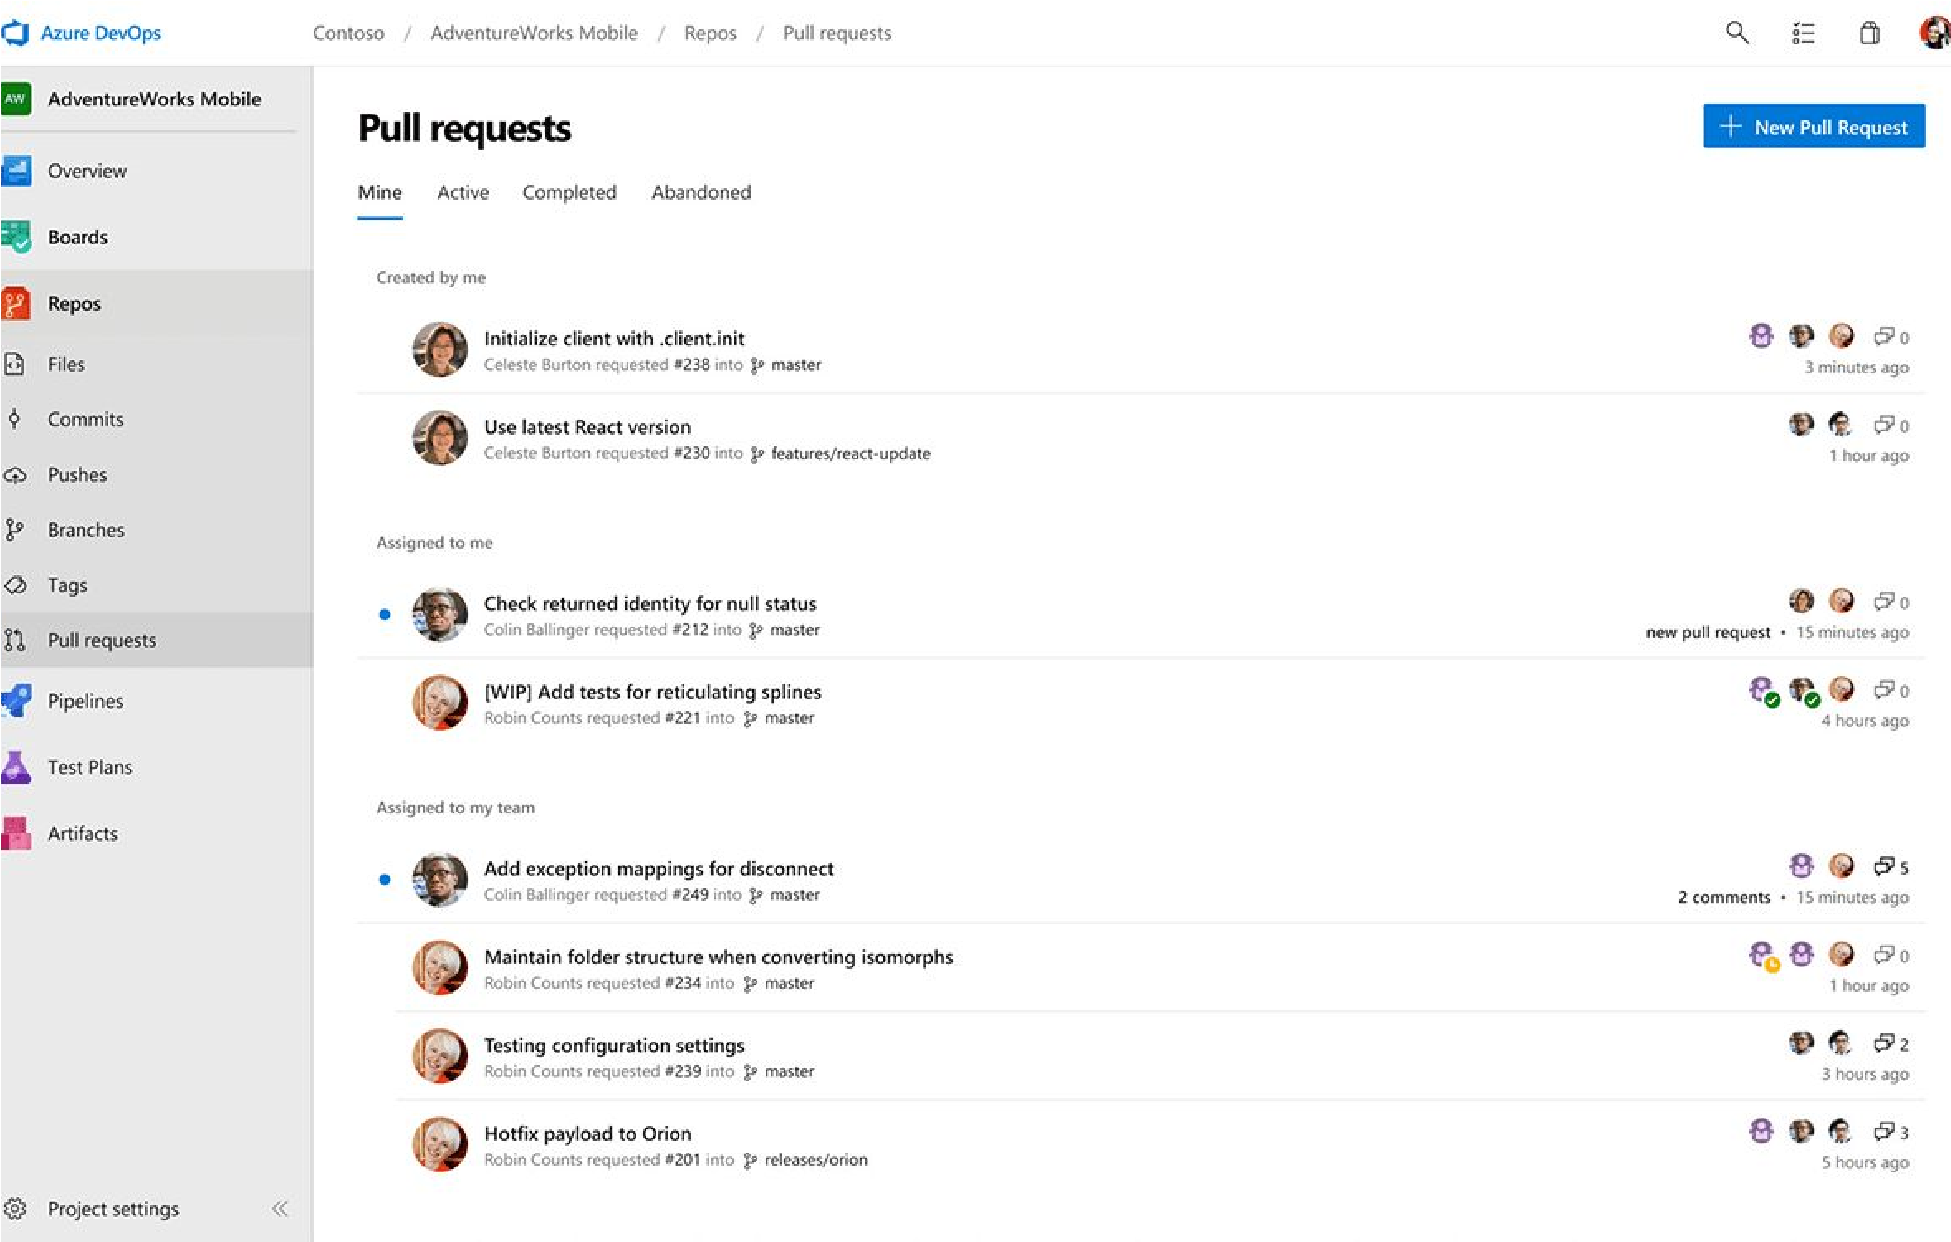 Azure DevOps
Contoso / AdventureWorks Mobile / Repos / Pull requests
AW AdventureWorks Mobile
Overview
Boards
Repos
Files
Commits
Pushes
Branches
Tags
Pull requests
Pipelines
Test Plans
Artifacts
Project settings
Pull requests
+ New Pull Request
Mine Active Completed Abandoned
Created by me
Initialize client with .client.init
0
Celeste Burton requested #238 into master
3 minutes ago
Use latest React version
0
Celeste Burton requested #230 into features/react-update
1 hour ago
Assigned to me
Check returned identity for null status
0
Colin Ballinger requested #212 into master
new pull request • 15 minutes ago
[WIP] Add tests for reticulating splines
0
Robin Counts requested #221 into master
4 hours ago
Assigned to my team
Add exception mappings for disconnect
5
Colin Ballinger requested #249 into master
2 comments • 15 minutes ago
Maintain folder structure when converting isomorphs
0
Robin Counts requested #234 into master
1 hour ago
Testing configuration settings
2
Robin Counts requested #239 into master
3 hours ago
Hotfix payload to Orion
3
Robin Counts requested #201 into releases/orion
5 hours ago